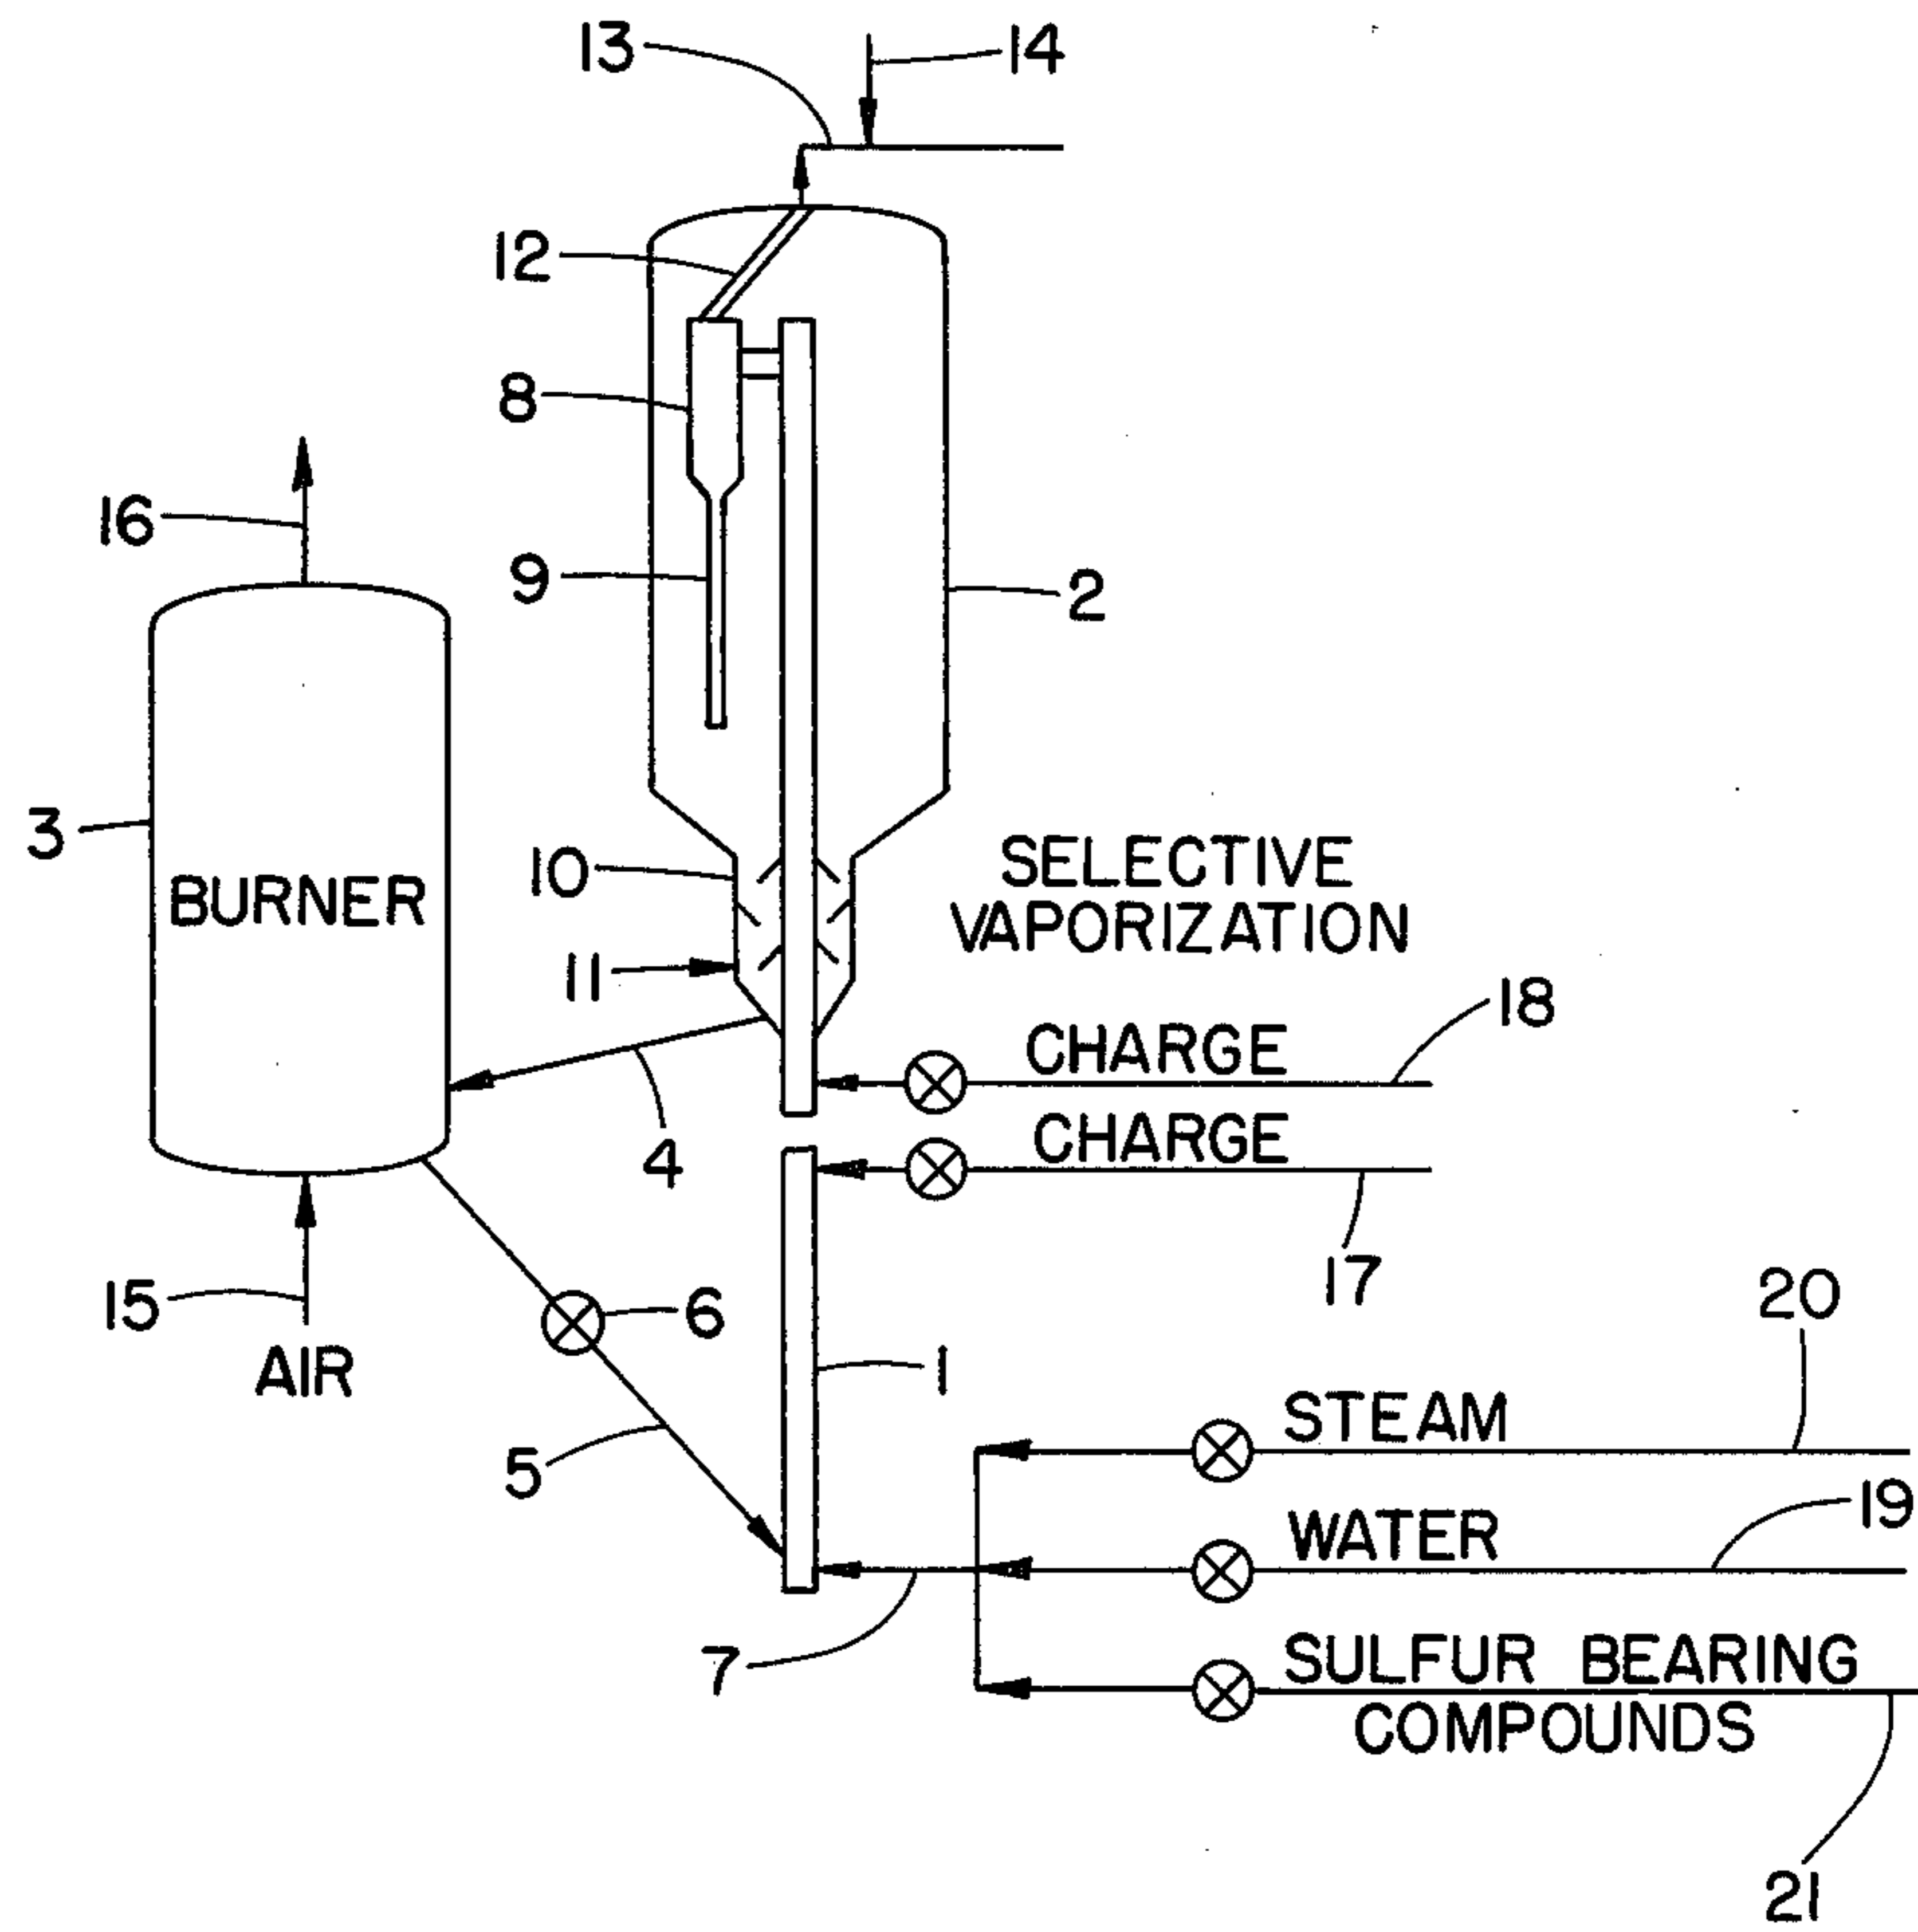 13
14
12
8
16
9
2
3
10
SELECTIVE
VAPORIZATION
BURNER
11
18
CHARGE
4
CHARGE
17
15
6
20
AIR
1
STEAM
5
19
WATER
7
SULFUR BEARING
COMPOUNDS
21